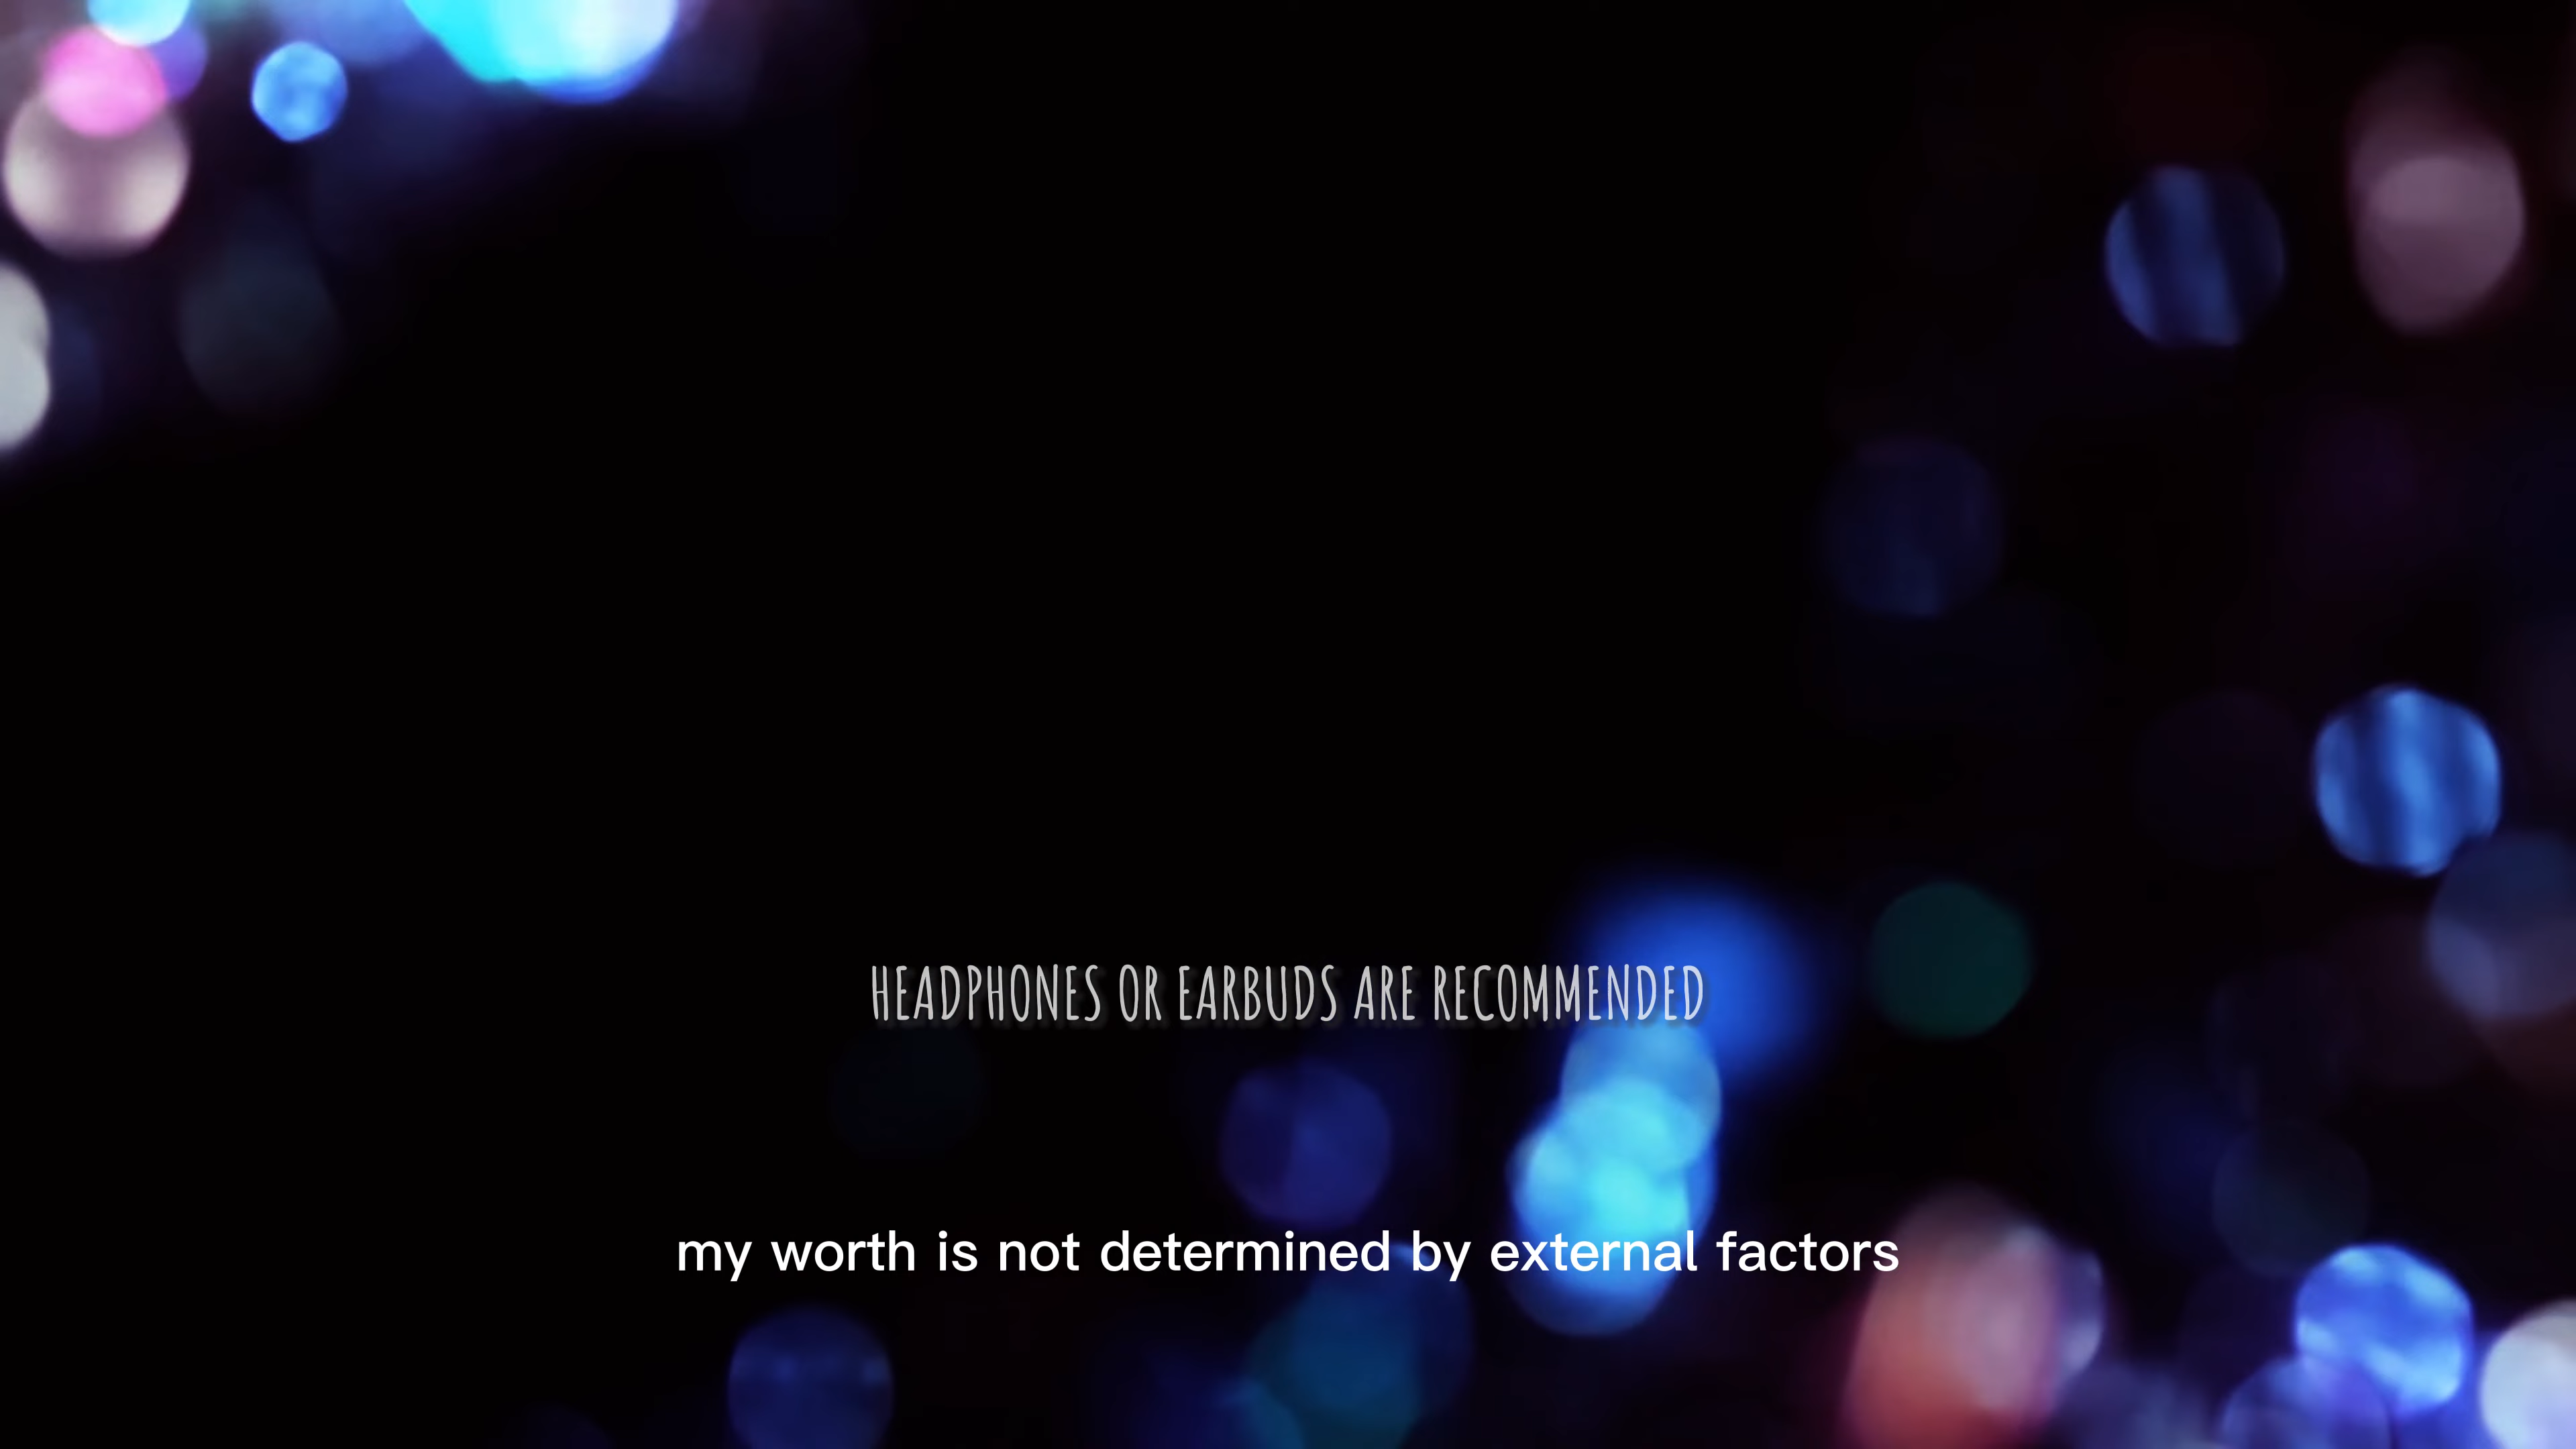 HEADPHONES OR EARBUDS ARE RECOMMENDED
my worth is not determined by external factors